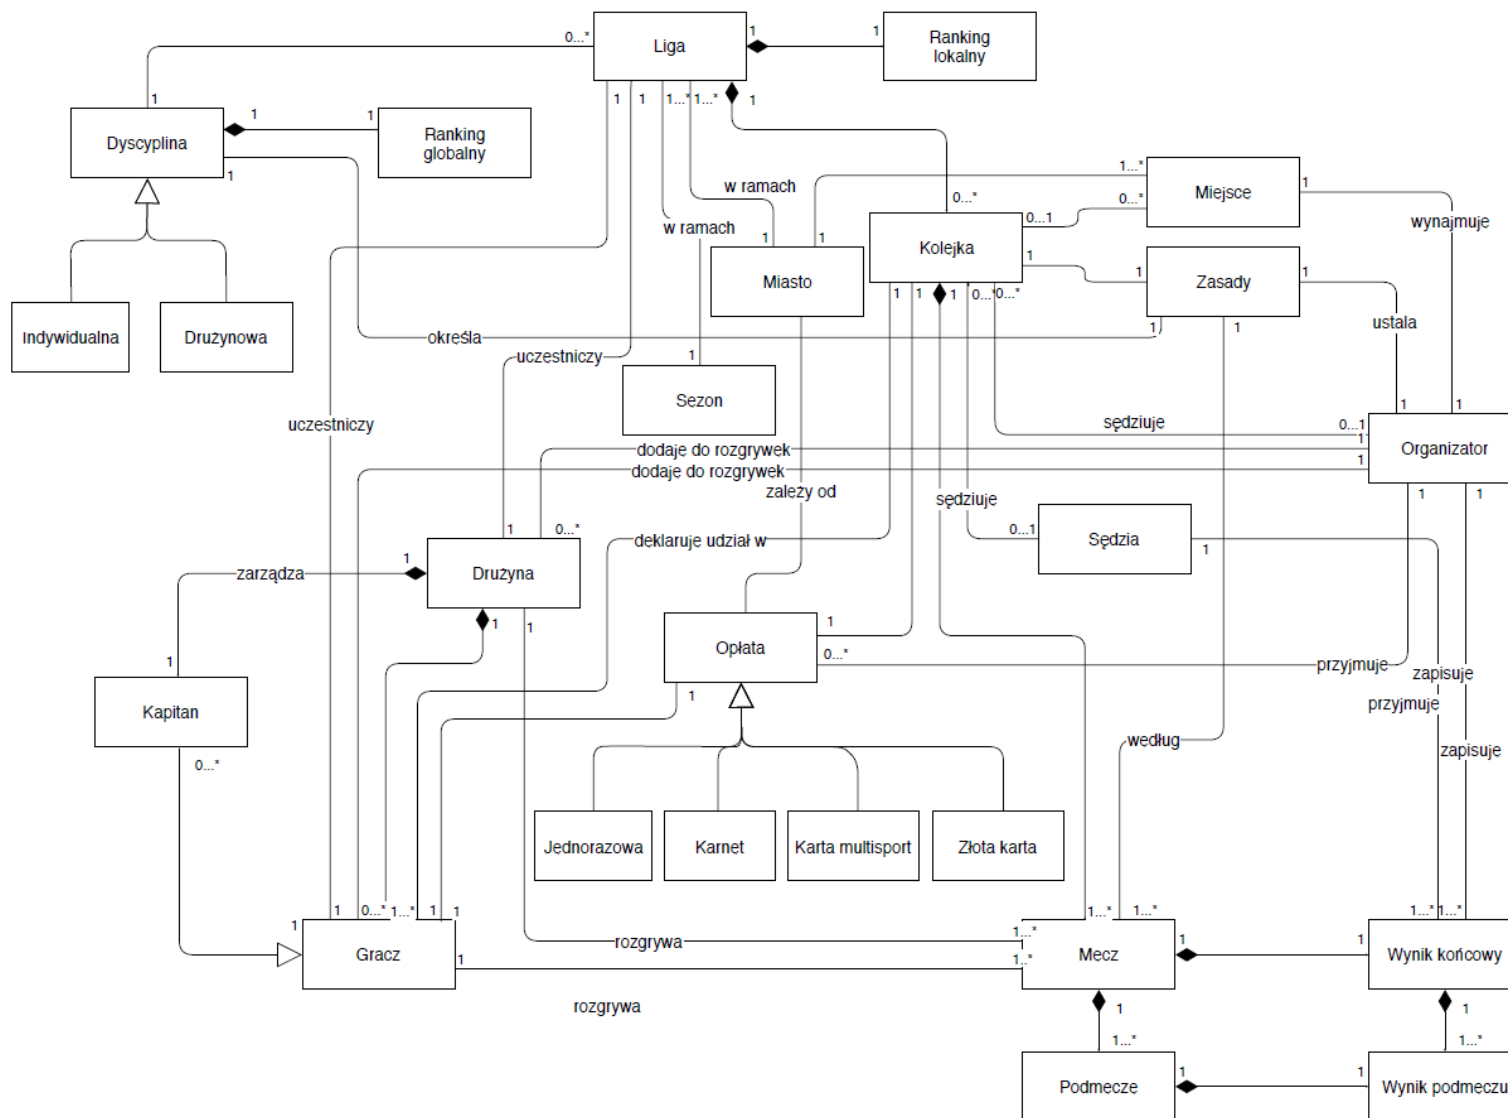 0...*
1
Liga
1
1
Ranking
lokalny
1
1
1...*
1...*
1
1
Dyscyplina
1
1
Ranking
globalny
1
w ramach
w ramach
1...*
0...*
Miejsce
1
wynajmuje
0...*
Kolejka
0...1
1
1
1
Miasto
1
Zasady
1
1
1
ustala
Indywidualna
Drużynowa
określa
1
1
1
0...*
0...*
uczestniczy
1
Sezon
1
1
uczestniczy
sędziuje
0...1
1
1
Organizator
dodaje do rozgrywek
dodaje do rozgrywek
zależy od
sędziuje
1
1
1
0...*
deklaruje udział w
0...1
Sędzia
1
zarządza
1
Drużyna
1
1
1
Opłata
1
0...*
przyjmuje
zapisuje
przyjmuje
1
Kapitan
0...*
1
według
zapisuje
Jednorazowa
Karnet
Karta multisport
Złota karta
1
1
0...*
1...*
1
1
Gracz
1
rozgrywa
rozgrywa
1...*
1..*
1...*
1...*
Mecz
1
1
1...*
1...*
Wynik końcowy
1
1
1...*
1...*
Podmecze
1
1
Wynik podmeczu